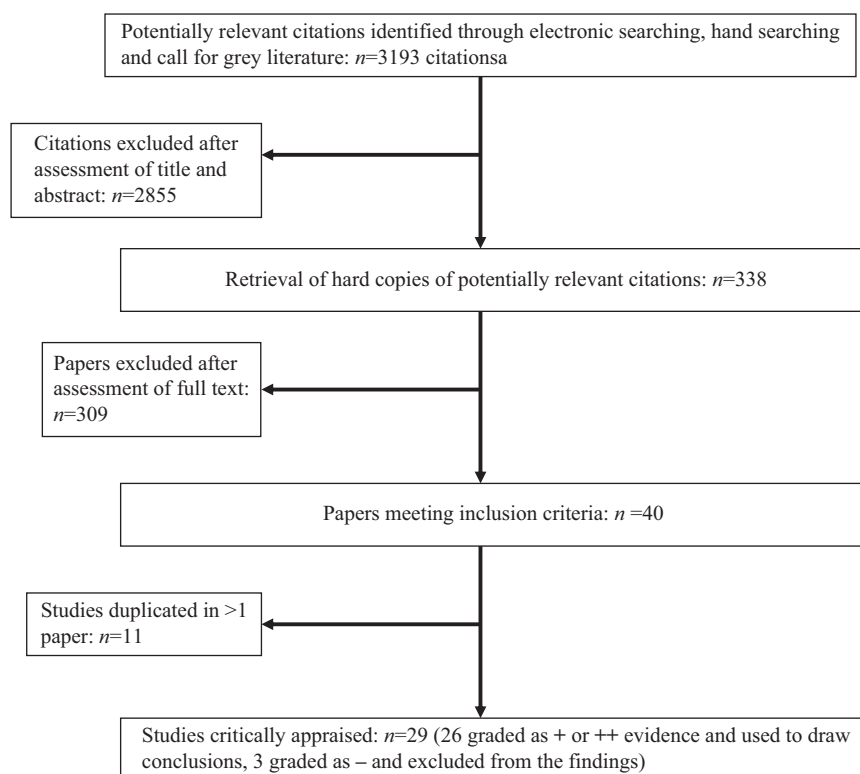 Potentially relevant citations identified through electronic searching, hand searching
and call for grey literature: n=3193 citationsa
Citations excluded after
assessment of title and
abstract: n=2855
Retrieval of hard copies of potentially relevant citations: n=338
Papers excluded after
assessment of full text:
n=309
Papers meeting inclusion criteria: n =40
Studies duplicated in >1
paper: n=11
Studies critically appraised: n=29 (26 graded as + or ++ evidence and used to draw
conclusions, 3 graded as – and excluded from the findings)